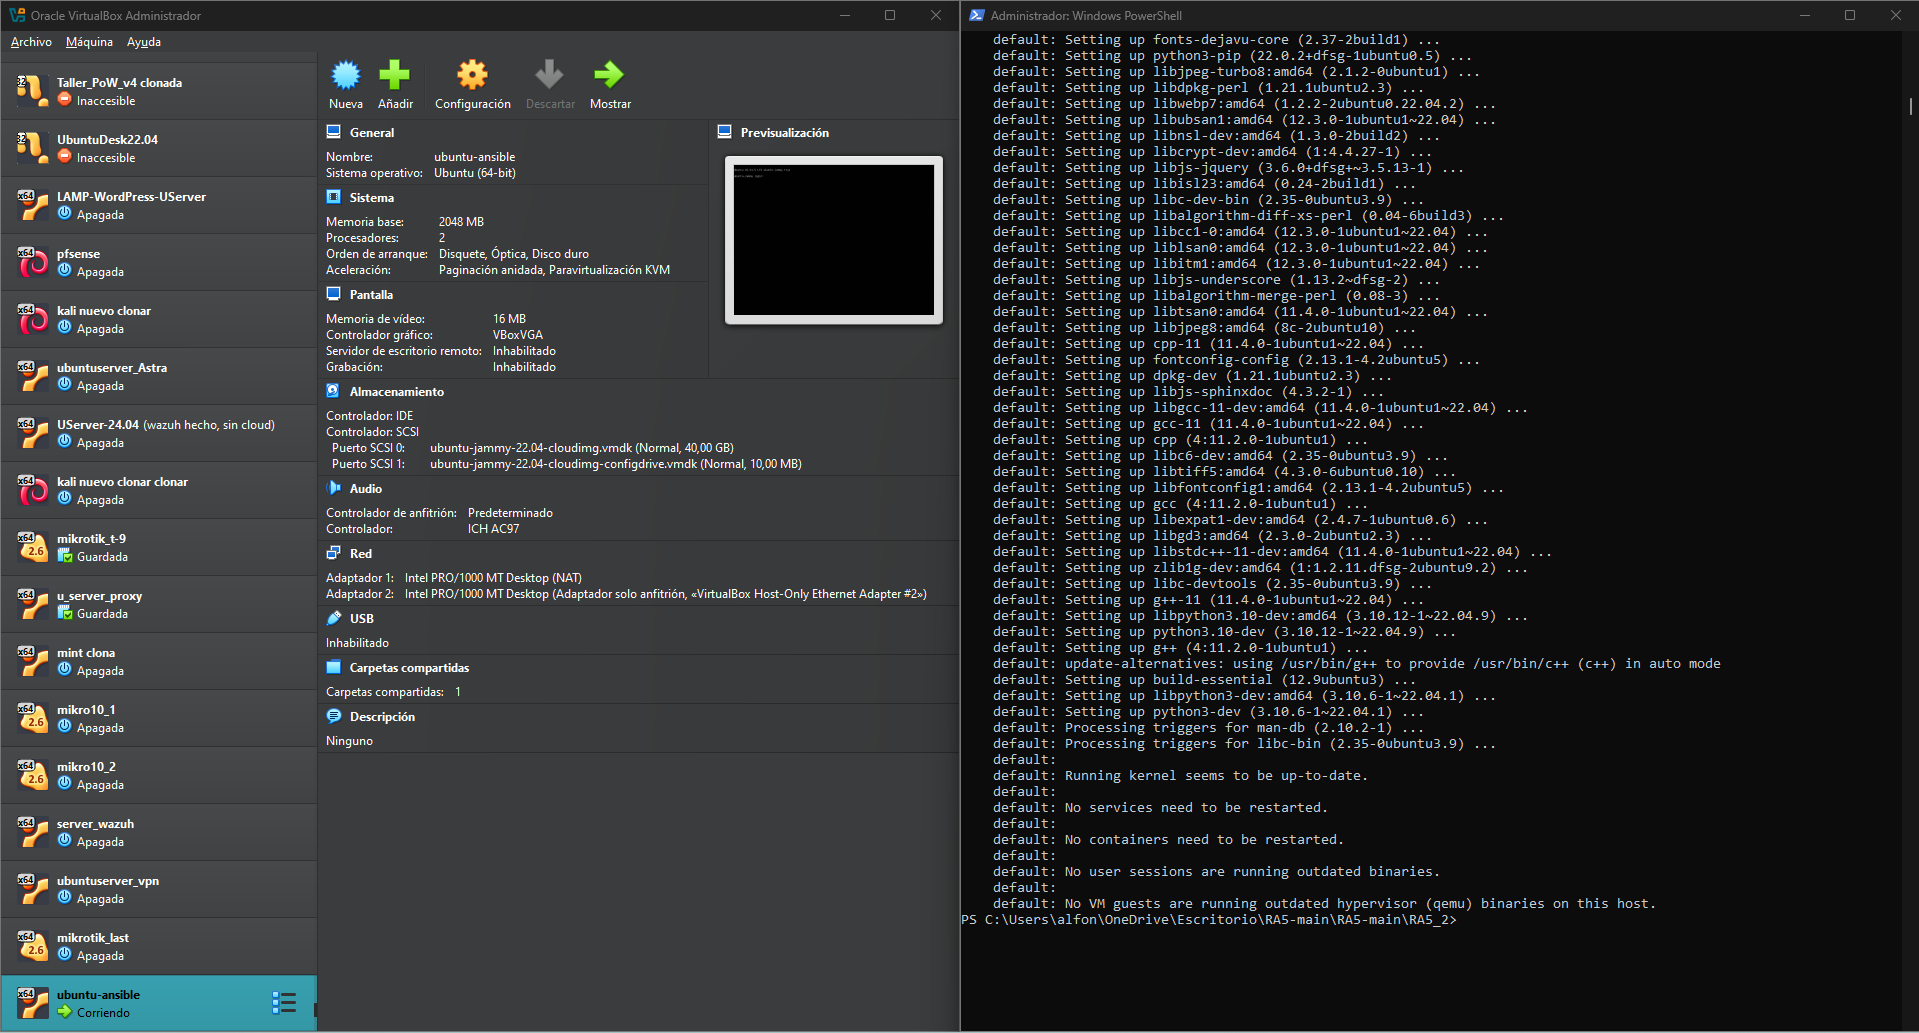 Oracle VirtualBox Administrador
Archivo Máquina Ayuda
Taller_PoW_v4 clonada
Inaccesible
UbuntuDesk22.04
Inaccesible
LAMP-WordPress-UServer
Apagada
pfsense
Apagada
kali nuevo clonar
Apagada
ubuntuserver_Astra
Apagada
UServer-24.04 (wazuh hecho, sin cloud)
Apagada
kali nuevo clonar clonar
Apagada
mikrotik_t-9
Guardada
u_server_proxy
Guardada
mint clona
Apagada
mikro10_1
Apagada
mikro10_2
Apagada
server_wazuh
Apagada
ubuntuserver_vpn
Apagada
mikrotik_last
Apagada
ubuntu-ansible
Corriendo
Nueva Añadir Configuración Descartar Mostrar
General
Nombre: ubuntu-ansible
Sistema operativo: Ubuntu (64-bit)
Sistema
Memoria base: 2048 MB
Procesadores: 2
Orden de arranque: Disquete, Óptica, Disco duro
Aceleración: Paginación anidada, Paravirtualización KVM
Pantalla
Memoria de vídeo: 16 MB
Controlador gráfico: VBoxVGA
Servidor de escritorio remoto: Inhabilitado
Grabación: Inhabilitado
Previsualización
Almacenamiento
Controlador: IDE
Controlador: SCSI
Puerto SCSI 0: ubuntu-jammy-22.04-cloudimg.vmdk (Normal, 40,00 GB)
Puerto SCSI 1: ubuntu-jammy-22.04-cloudimg-configdrive.vmdk (Normal, 10,00 MB)
Audio
Controlador de anfitrión: Predeterminado
Controlador: ICH AC97
Red
Adaptador 1: Intel PRO/1000 MT Desktop (NAT)
Adaptador 2: Intel PRO/1000 MT Desktop (Adaptador solo anfitrión, «VirtualBox Host-Only Ethernet Adapter #2»)
USB
Inhabilitado
Carpetas compartidas
Carpetas compartidas: 1
Descripción
Ninguno
Administrador: Windows PowerShell
default: Setting up fonts-dejavu-core (2.37-2build1) ...
default: Setting up python3-pip (22.0.2+dfsg-1ubuntu0.5) ...
default: Setting up libjpeg-turbo8:amd64 (2.1.2-0ubuntu1) ...
default: Setting up libdpkg-perl (1.21.1ubuntu2.3) ...
default: Setting up libwebp7:amd64 (1.2.2-2ubuntu0.22.04.2) ...
default: Setting up libubsan1:amd64 (12.3.0-1ubuntu1~22.04) ...
default: Setting up libnsl-dev:amd64 (1.3.0-2build2) ...
default: Setting up libcrypt-dev:amd64 (1:4.4.27-1) ...
default: Setting up libjs-jquery (3.6.0+dfsg+~3.5.13-1) ...
default: Setting up libisl23:amd64 (0.24-2build1) ...
default: Setting up libc-dev-bin (2.35-0ubuntu3.9) ...
default: Setting up libalgorithm-diff-xs-perl (0.04-6build3) ...
default: Setting up libcc1-0:amd64 (12.3.0-1ubuntu1~22.04) ...
default: Setting up liblsan0:amd64 (12.3.0-1ubuntu1~22.04) ...
default: Setting up libitm1:amd64 (12.3.0-1ubuntu1~22.04) ...
default: Setting up libjs-underscore (1.13.2~dfsg-2) ...
default: Setting up libalgorithm-merge-perl (0.08-3) ...
default: Setting up libtsan0:amd64 (11.4.0-1ubuntu1~22.04) ...
default: Setting up libjpeg8:amd64 (8c-2ubuntu10) ...
default: Setting up cpp-11 (11.4.0-1ubuntu1~22.04) ...
default: Setting up fontconfig-config (2.13.1-4.2ubuntu5) ...
default: Setting up dpkg-dev (1.21.1ubuntu2.3) ...
default: Setting up libjs-sphinxdoc (4.3.2-1) ...
default: Setting up libgcc-11-dev:amd64 (11.4.0-1ubuntu1~22.04) ...
default: Setting up gcc-11 (11.4.0-1ubuntu1~22.04) ...
default: Setting up cpp (4:11.2.0-1ubuntu1) ...
default: Setting up libc6-dev:amd64 (2.35-0ubuntu3.9) ...
default: Setting up libtiff5:amd64 (4.3.0-6ubuntu0.10) ...
default: Setting up libfontconfig1:amd64 (2.13.1-4.2ubuntu5) ...
default: Setting up gcc (4:11.2.0-1ubuntu1) ...
default: Setting up libexpat1-dev:amd64 (2.4.7-1ubuntu0.6) ...
default: Setting up libgd3:amd64 (2.3.0-2ubuntu2.3) ...
default: Setting up libstdc++-11-dev:amd64 (11.4.0-1ubuntu1~22.04) ...
default: Setting up zlib1g-dev:amd64 (1:1.2.11.dfsg-2ubuntu9.2) ...
default: Setting up libc-devtools (2.35-0ubuntu3.9) ...
default: Setting up g++-11 (11.4.0-1ubuntu1~22.04) ...
default: Setting up libpython3.10-dev:amd64 (3.10.12-1~22.04.9) ...
default: Setting up python3.10-dev (3.10.12-1~22.04.9) ...
default: Setting up g++ (4:11.2.0-1ubuntu1) ...
default: update-alternatives: using /usr/bin/g++ to provide /usr/bin/c++ (c++) in auto mode
default: Setting up build-essential (12.9ubuntu3) ...
default: Setting up libpython3-dev:amd64 (3.10.6-1~22.04.1) ...
default: Setting up python3-dev (3.10.6-1~22.04.1) ...
default: Processing triggers for man-db (2.10.2-1) ...
default: Processing triggers for libc-bin (2.35-0ubuntu3.9) ...
default:
default: Running kernel seems to be up-to-date.
default:
default: No services need to be restarted.
default:
default: No containers need to be restarted.
default:
default: No user sessions are running outdated binaries.
default:
default: No VM guests are running outdated hypervisor (qemu) binaries on this host.
PS C:\Users\alfon\OneDrive\Escritorio\RA5-main\RA5-main\RA5_2>